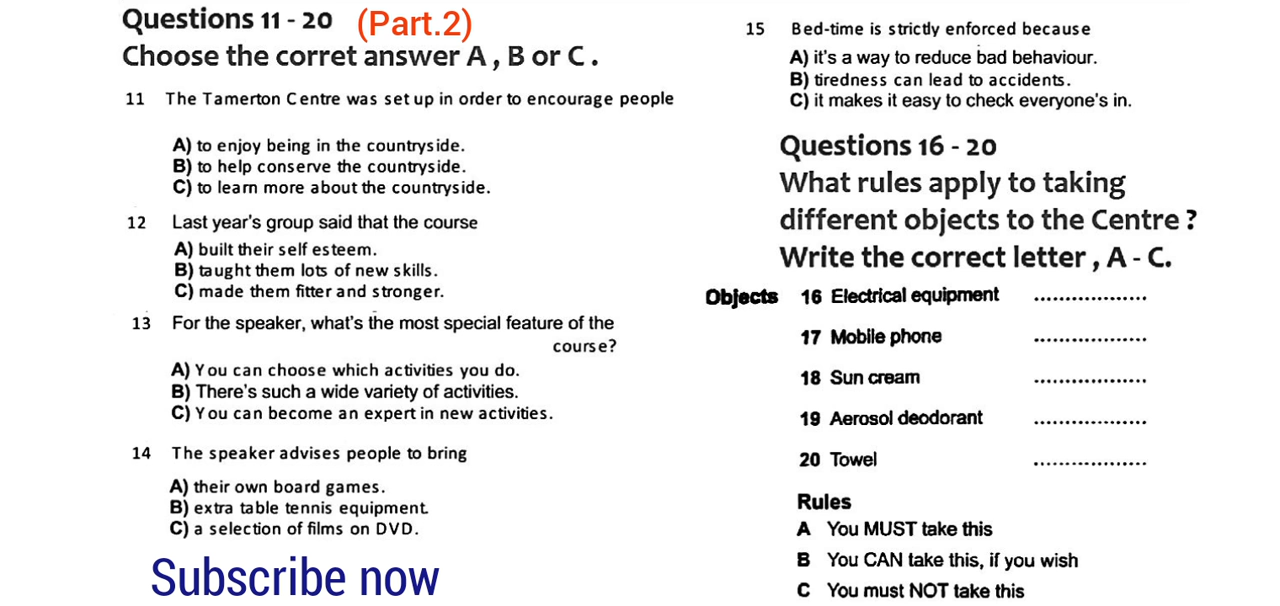 Questions 11 - 20 (Part.2)
Choose the corret answer A , B or C .
11 The Tamerton Centre was set up in order to encourage people
A) to enjoy being in the countryside.
B) to help conserve the countryside.
C) to learn more about the countryside.
12 Last year's group said that the course
A) built their self esteem.
B) taught them lots of new skills.
C) made them fitter and stronger.
13 For the speaker, what's the most special feature of the
course?
A) You can choose which activities you do.
B) There's such a wide variety of activities.
C) You can become an expert in new activities.
14 The speaker advises people to bring
A) their own board games.
B) extra table tennis equipment.
C) a selection of films on DVD.
Subscribe now
15 Bed-time is strictly enforced because
A) it's a way to reduce bad behaviour.
B) tiredness can lead to accidents.
C) it makes it easy to check everyone's in.
Questions 16 - 20
What rules apply to taking
different objects to the Centre ?
Write the correct letter , A - C.
Objects 16 Electrical equipment ...................
17 Mobile phone ...................
18 Sun cream ...................
19 Aerosol deodorant ...................
20 Towel ...................
Rules
A You MUST take this
B You CAN take this, if you wish
C You must NOT take this